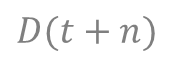 D(t + n)